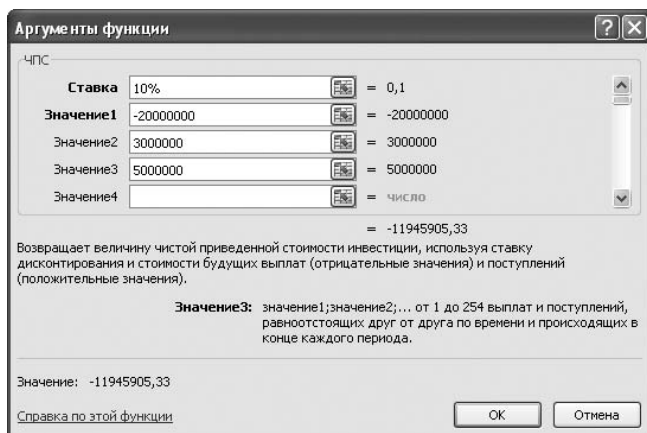 Аргументы функции
ЧПС
Ставка 10% = 0,1
Значение1 -20000000 = -20000000
Значение2 3000000 = 3000000
Значение3 5000000 = 5000000
Значение4 = число
= -11945905,33
Возвращает величину чистой приведенной стоимости инвестиции, используя ставку
дисконтирования и стоимости будущих выплат (отрицательные значения) и поступлений
(положительные значения).
Значение3: значение1;значение2;... от 1 до 254 выплат и поступлений,
равноотстоящих друг от друга по времени и происходящих в
конце каждого периода.
Значение: -11945905,33
Справка по этой функции OK Отмена